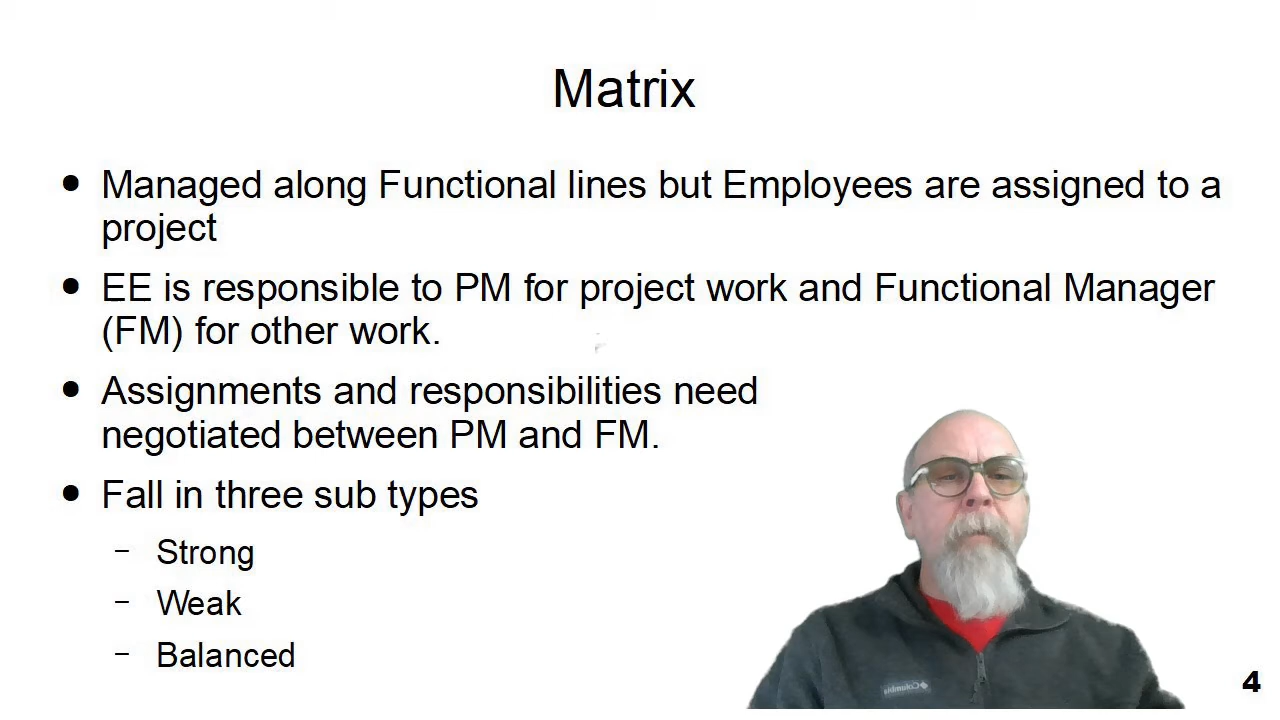 Matrix
Managed along Functional lines but Employees are assigned to a
project
EE is responsible to PM for project work and Functional Manager
(FM) for other work.
Assignments and responsibilities need
negotiated between PM and FM.
Fall in three sub types
– Strong
– Weak
– Balanced
Columbia
4